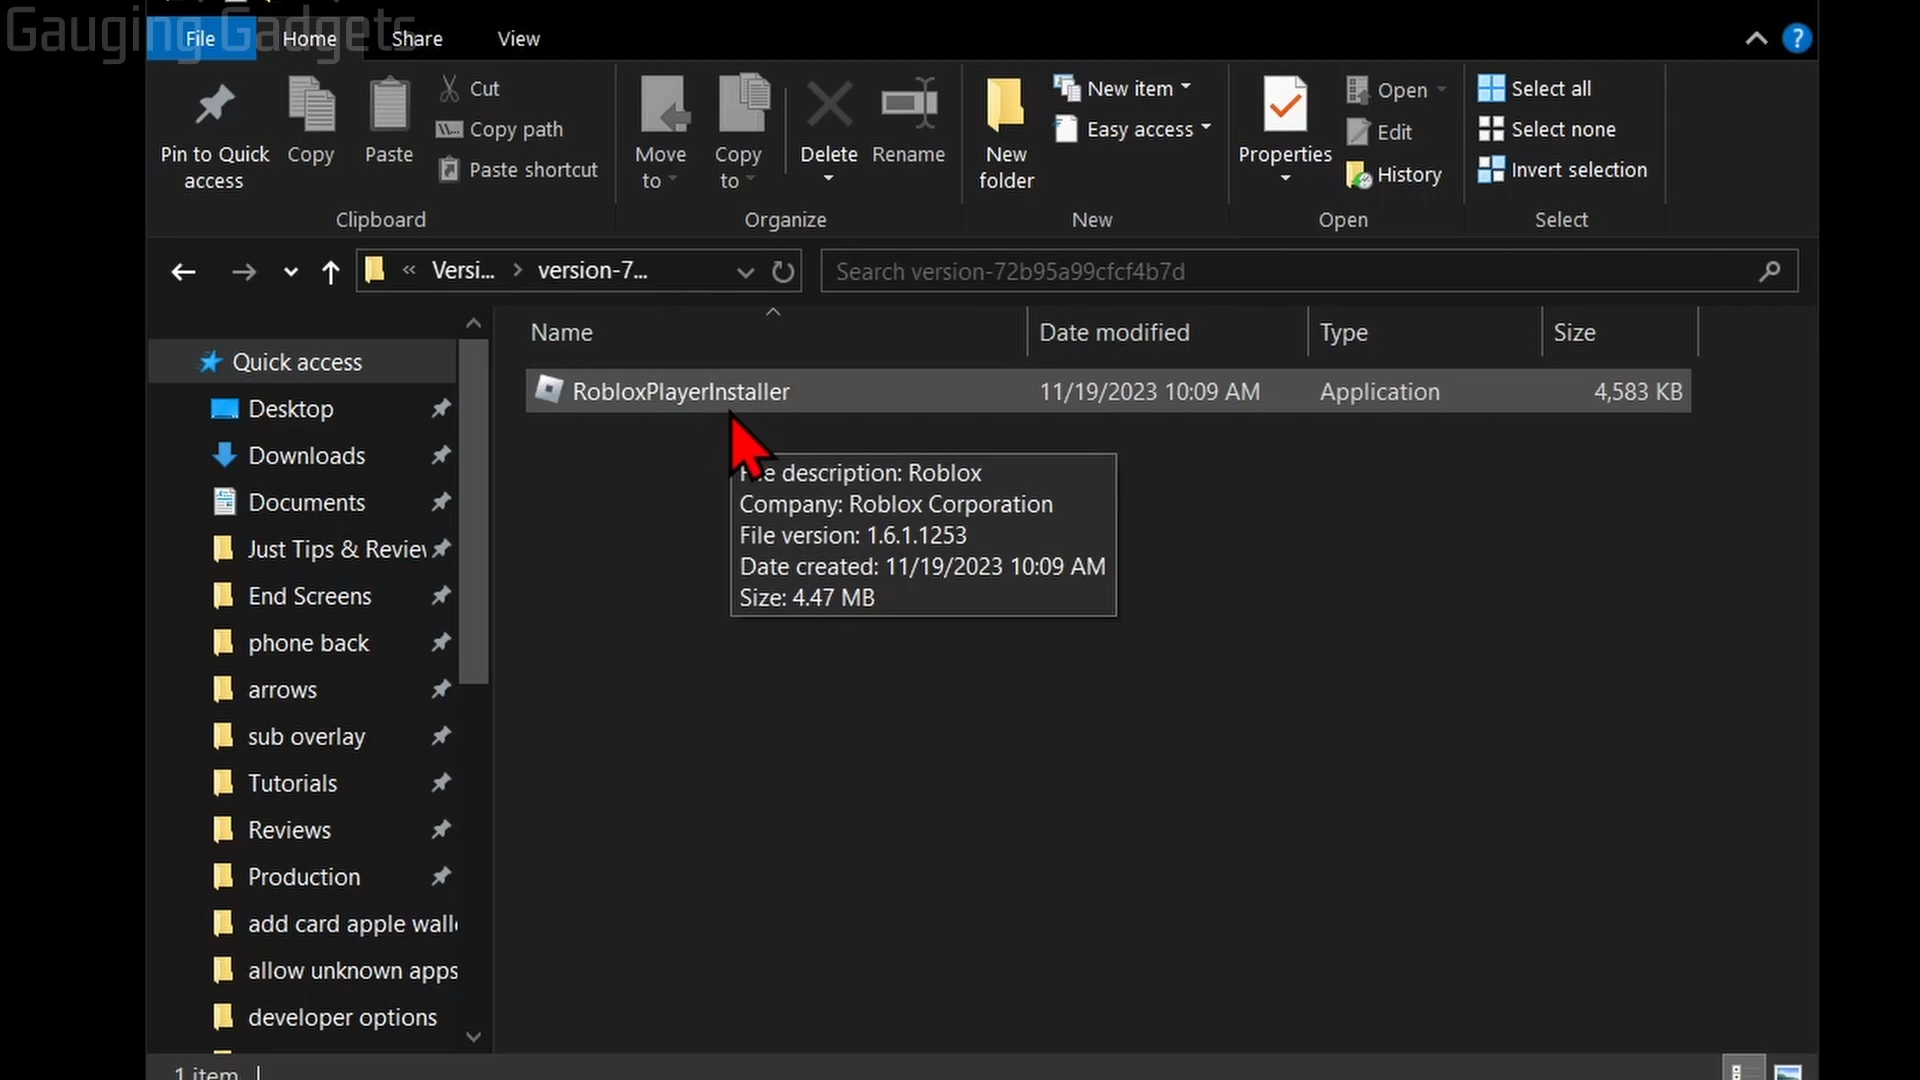 Gauging Gadgets
File
Home
Share
View
?
Pin to Quick
access
Copy
Paste
Cut
Copy path
Paste shortcut
Clipboard
Move
to
Copy
to
Delete
Rename
Organize
New
folder
New item
Easy access
New
Properties
Open
Edit
History
Open
Select all
Select none
Invert selection
Select
« Versi... > version-7...
Search version-72b95a99cfcf4b7d
Quick access
Desktop
Downloads
Documents
Just Tips & Review
End Screens
phone back
arrows
sub overlay
Tutorials
Reviews
Production
add card apple walle
allow unknown apps
developer options
Name
Date modified
Type
Size
RobloxPlayerInstaller
11/19/2023 10:09 AM
Application
4,583 KB
File description: Roblox
Company: Roblox Corporation
File version: 1.6.1.1253
Date created: 11/19/2023 10:09 AM
Size: 4.47 MB
1 item